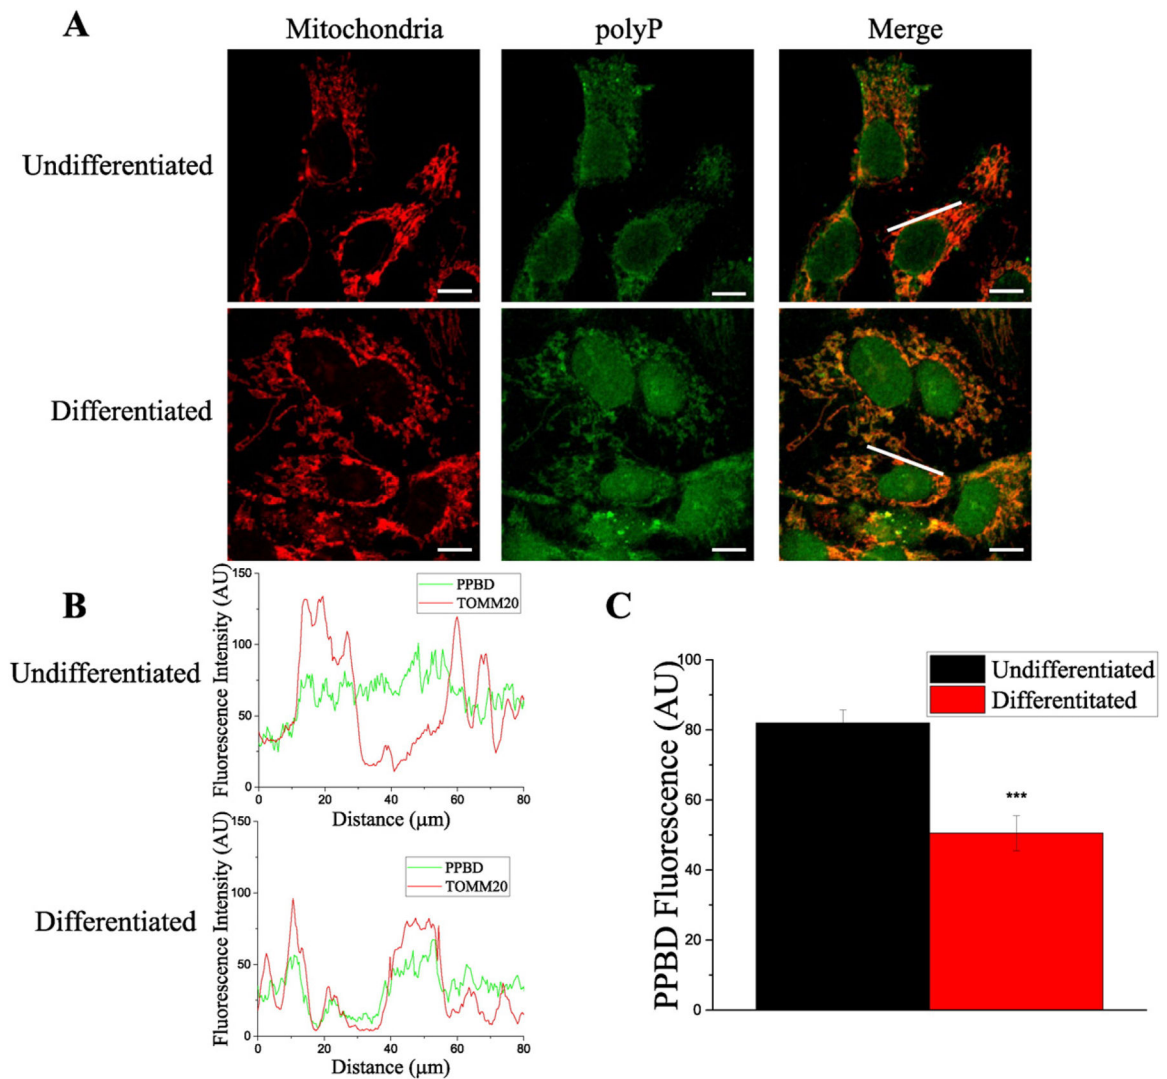 A
Mitochondria polyP Merge
Undifferentiated
Differentiated
B
Undifferentiated
Fluorescence Intensity (AU)
150
100
50
0
PPBD
TOMM20
0 20 40 60 80
Distance (μm)
Differentiated
Fluorescence Intensity (AU)
150
100
50
0
PPBD
TOMM20
0 20 40 60 80
Distance (μm)
C
PPBD Fluorescence (AU)
100
80
60
40
20
0
Undifferentiated
Differentitated
***